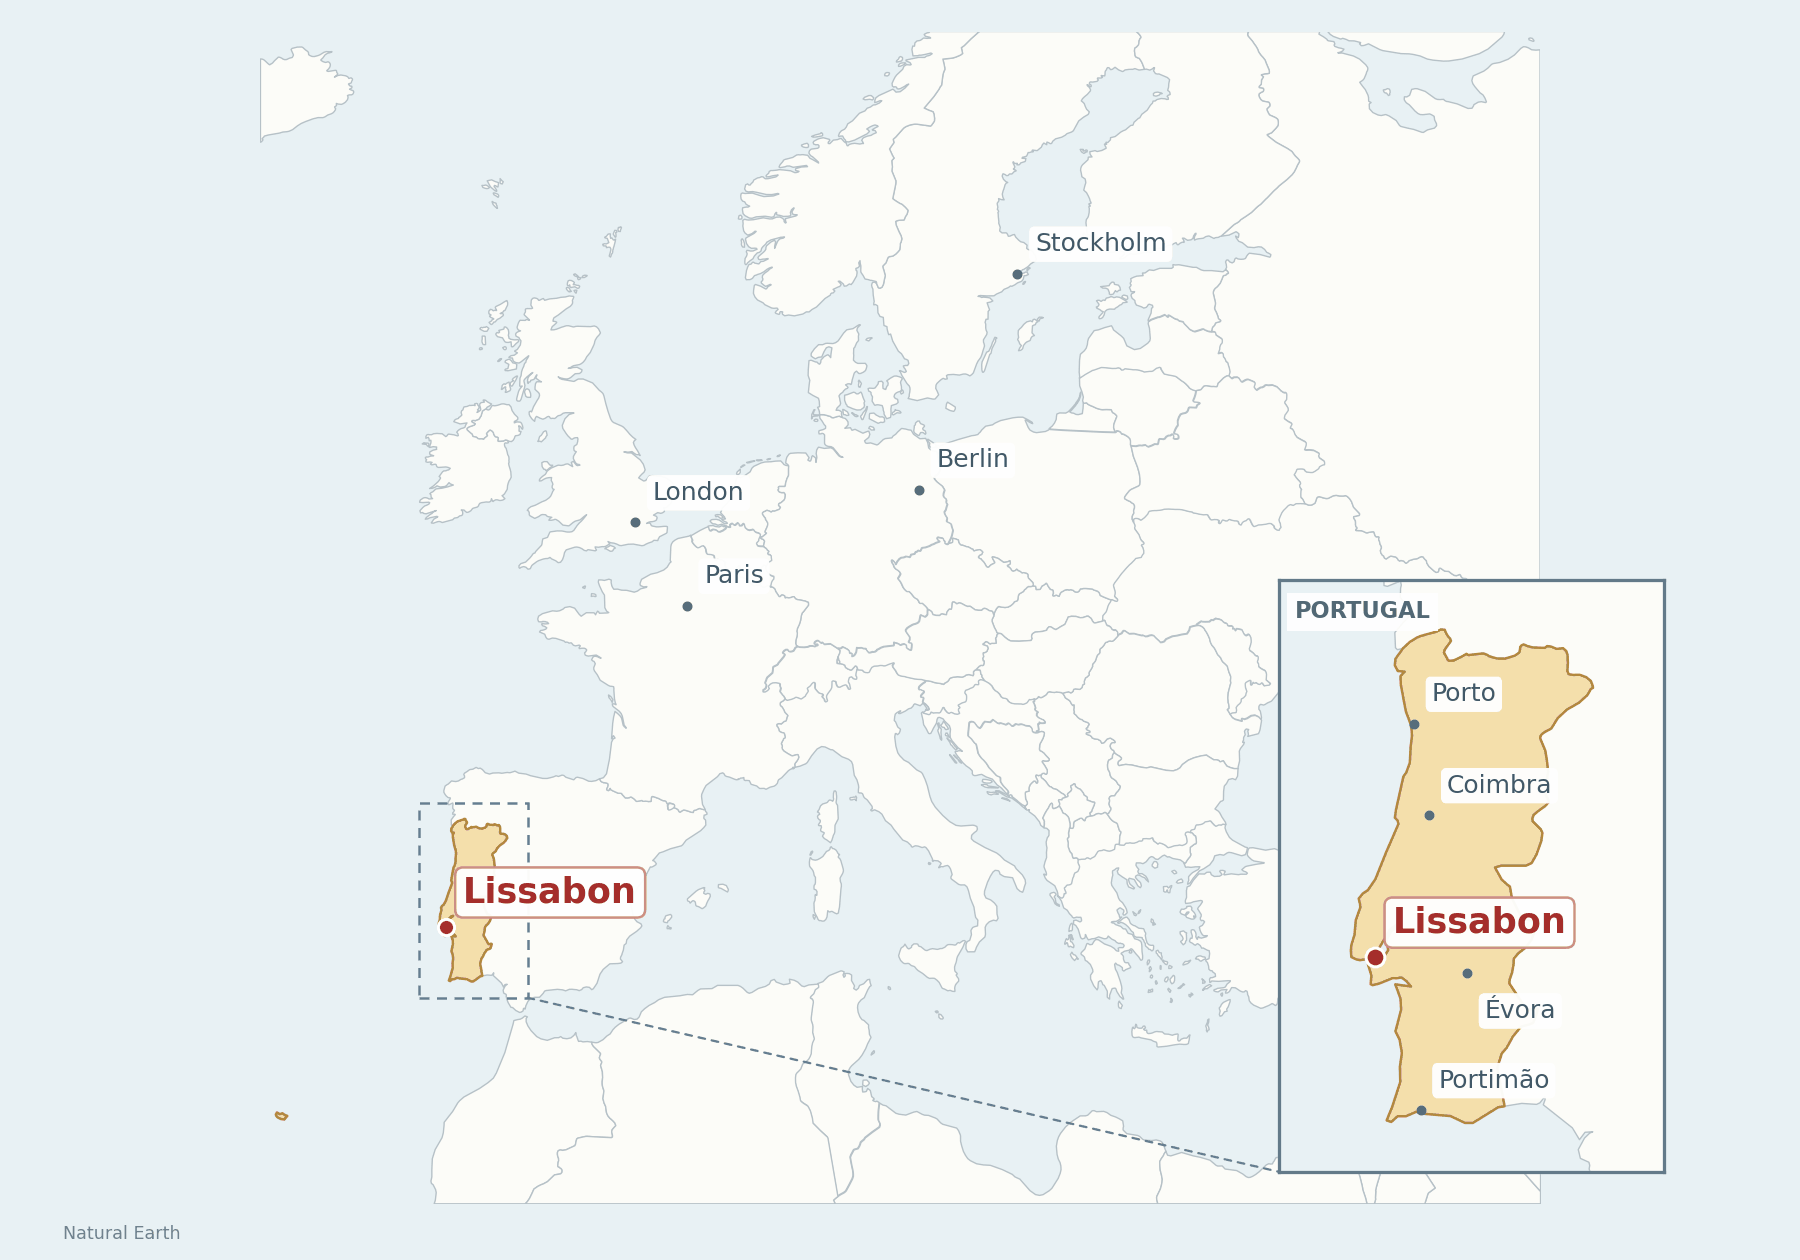 Stockholm
Berlin
London
Paris
Lissabon
PORTUGAL
Porto
Coimbra
Lissabon
Évora
Portimão
Natural Earth